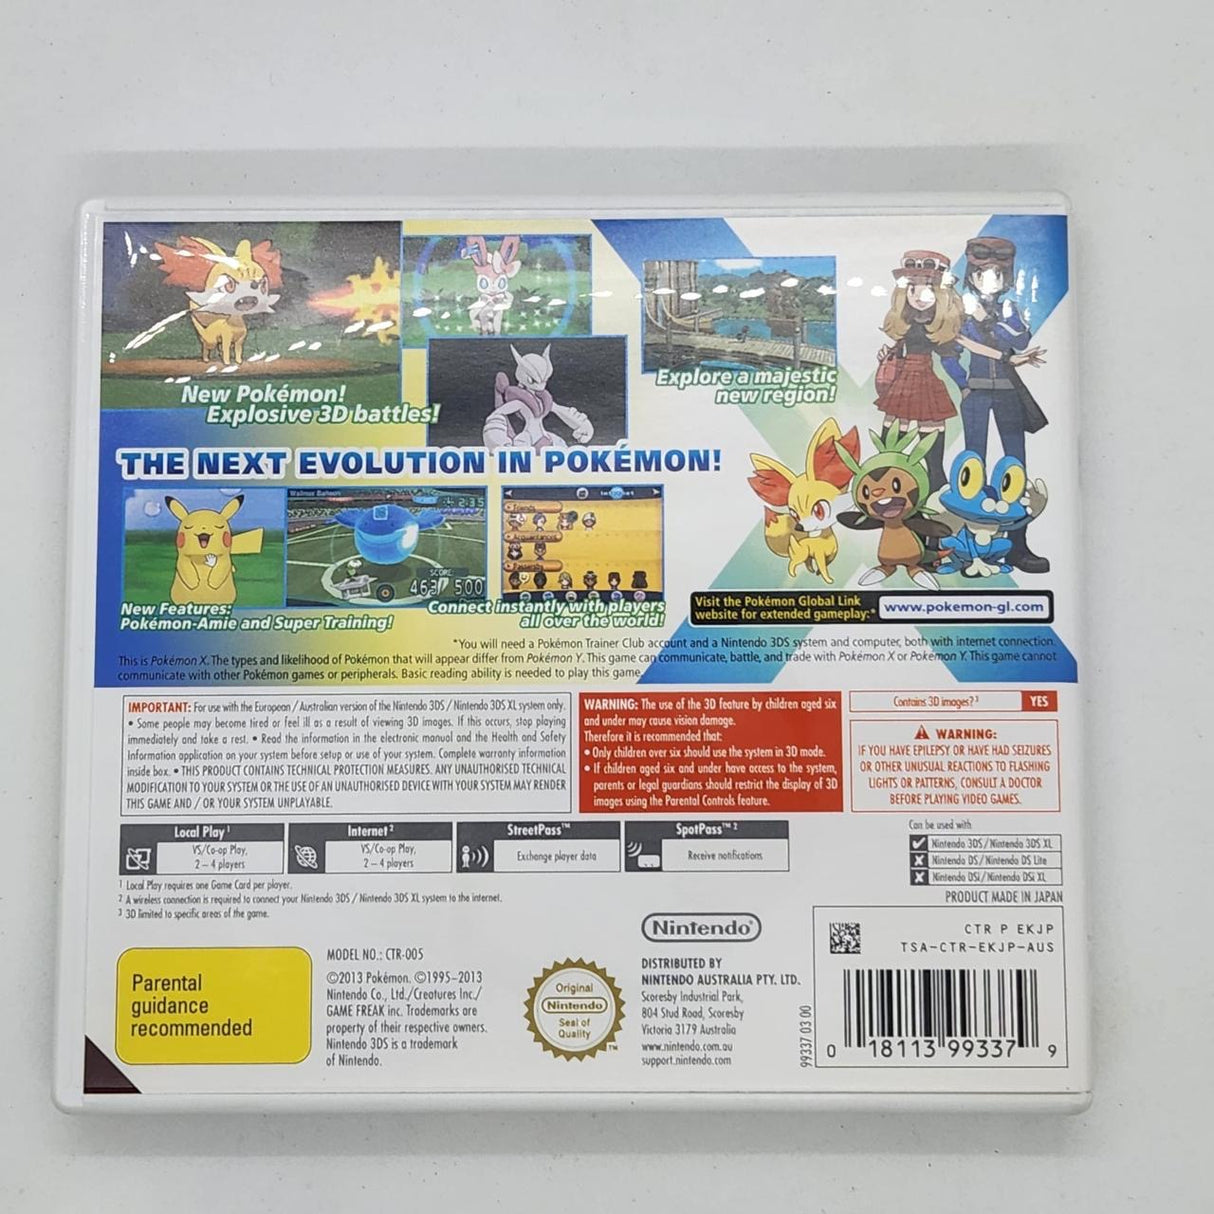 New Pokémon!
Explosive 3D battles!
Explore a majestic
new region!
THE NEXT EVOLUTION IN POKÉMON!
SCORE
463/500
New Features:
Pokémon-Amie and Super Training!
Connect instantly with players
all over the world!
Friends
Acquaintances
Passersby
Visit the Pokémon Global Link
website for extended gameplay.*
www.pokemon-gl.com
*You will need a Pokémon Trainer Club account and a Nintendo 3DS system and computer, both with internet connection.
This is Pokémon X. The types and likelihood of Pokémon that will appear differ from Pokémon Y. This game can communicate, battle, and trade with Pokémon X or Pokémon Y. This game cannot
communicate with other Pokémon games or peripherals. Basic reading ability is needed to play this game.
IMPORTANT: For use with the European / Australian version of the Nintendo 3DS / Nintendo 3DS XL system only.
• Some people may become tired or feel ill as a result of viewing 3D images. If this occurs, stop playing
immediately and take a rest. • Read the information in the electronic manual and the Health and Safety
Information application on your system before setup or use of your system. Complete warranty information
inside box. • THIS PRODUCT CONTAINS TECHNICAL PROTECTION MEASURES. ANY UNAUTHORISED TECHNICAL
MODIFICATION TO YOUR SYSTEM OR THE USE OF AN UNAUTHORISED DEVICE WITH YOUR SYSTEM MAY RENDER
THIS GAME AND / OR YOUR SYSTEM UNPLAYABLE.
WARNING: The use of the 3D feature by children aged six
and under may cause vision damage.
Therefore it is recommended that:
• Only children over six should use the system in 3D mode.
• If children aged six and under have access to the system,
parents or legal guardians should restrict the display of 3D
images using the Parental Controls feature.
Contains 3D images?³ YES
WARNING:
IF YOU HAVE EPILEPSY OR HAVE HAD SEIZURES
OR OTHER UNUSUAL REACTIONS TO FLASHING
LIGHTS OR PATTERNS, CONSULT A DOCTOR
BEFORE PLAYING VIDEO GAMES.
Local Play¹
VS/Co-op Play,
2 – 4 players
Internet²
VS/Co-op Play,
2 – 4 players
StreetPass™
Exchange player data
SpotPass™ ²
Receive notifications
Can be used with
Nintendo 3DS/Nintendo 3DS XL
Nintendo DS/Nintendo DS Lite
Nintendo DSi/Nintendo DSi XL
PRODUCT MADE IN JAPAN
¹ Local Play requires one Game Card per player.
² A wireless connection is required to connect your Nintendo 3DS / Nintendo 3DS XL system to the internet.
³ 3D limited to specific areas of the game.
Parental
guidance
recommended
MODEL NO.: CTR-005
©2013 Pokémon. ©1995–2013
Nintendo Co., Ltd./Creatures Inc./
GAME FREAK inc. Trademarks are
property of their respective owners.
Nintendo 3DS is a trademark
of Nintendo.
Original
Nintendo
Seal of
Quality
TM
Nintendo®
DISTRIBUTED BY
NINTENDO AUSTRALIA PTY. LTD.
Scoresby Industrial Park,
804 Stud Road, Scoresby
Victoria 3179 Australia
www.nintendo.com.au
support.nintendo.com
CTR P EKJP
TSA-CTR-EKJP-AUS
99337 03 00
0 18113 99337 9